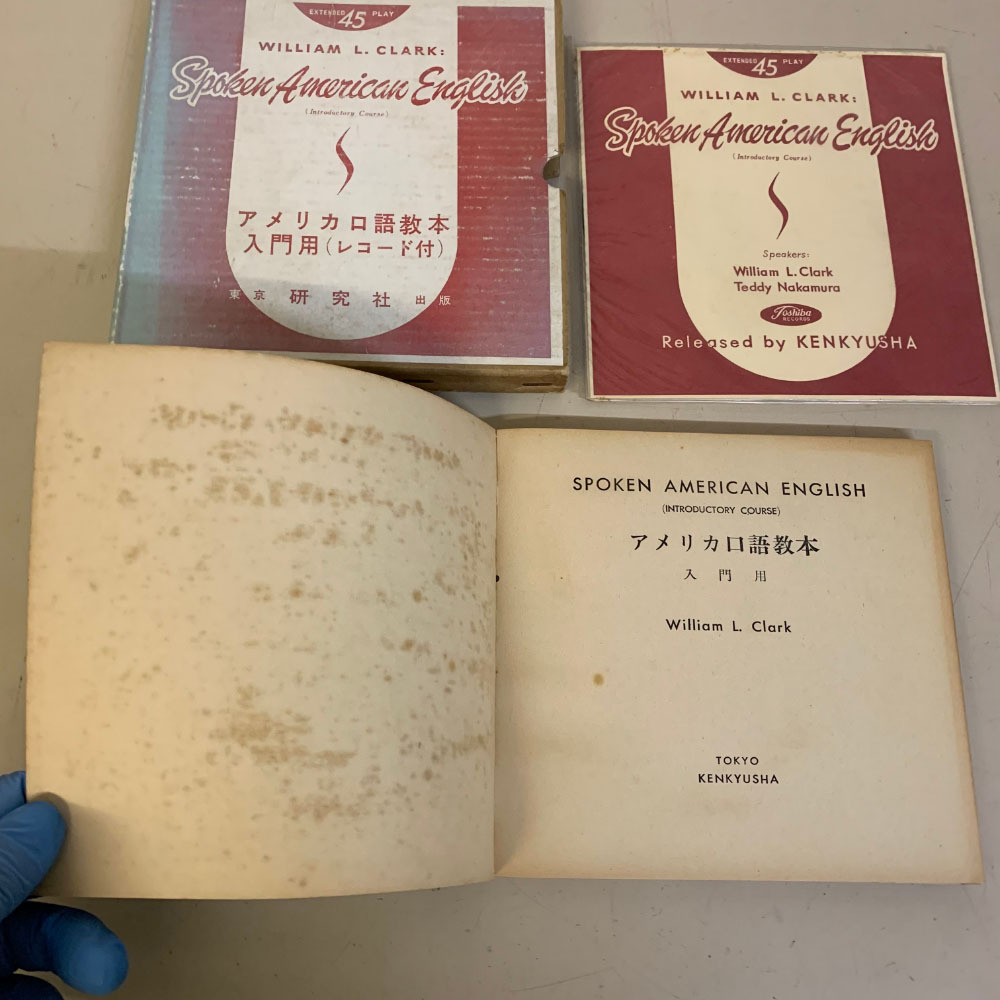 EXTENDED 45 PLAY
WILLIAM L. CLARK:
Spoken American English
(Introductory Course)
アメリカ口語教本
入門用(レコード付)
東京 研究社 出版
EXTENDED 45 PLAY
WILLIAM L. CLARK:
Spoken American English
(Introductory Course)
Speakers:
William L. Clark
Teddy Nakamura
Toshiba
RECORDS
Released by KENKYUSHA
SPOKEN AMERICAN ENGLISH
(INTRODUCTORY COURSE)
アメリカ口語教本
入門用
William L. Clark
TOKYO
KENKYUSHA